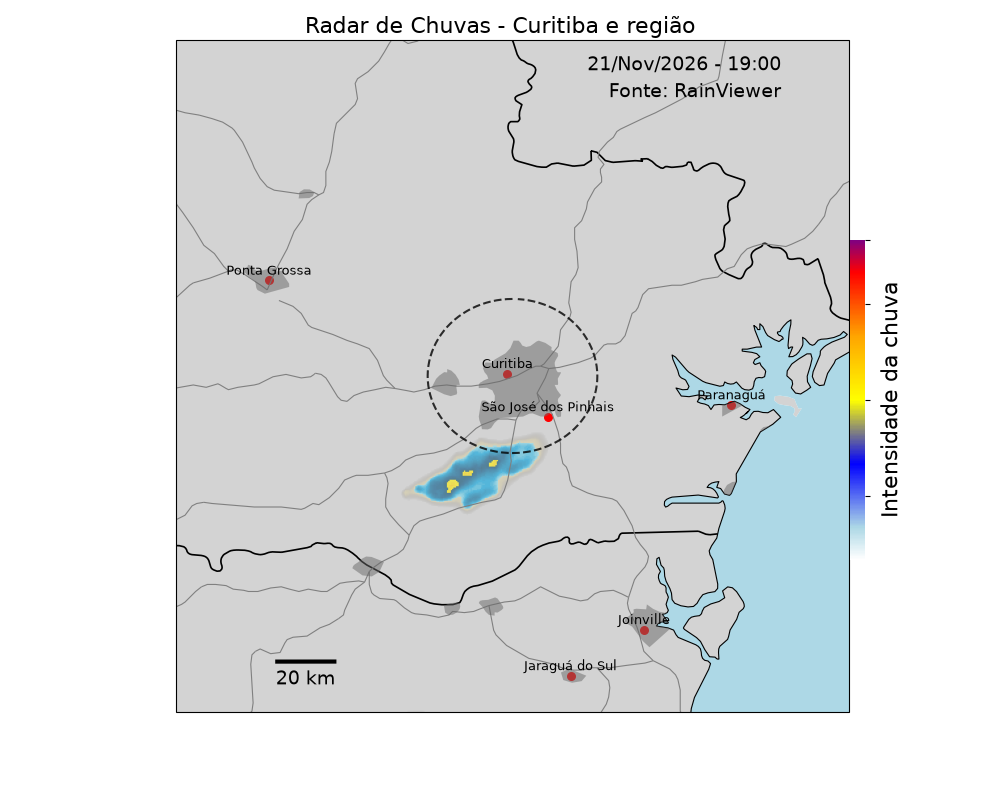 Radar de Chuvas - Curitiba e região
21/Nov/2026 - 19:00
Fonte: RainViewer
Ponta Grossa
Curitiba
Paranaguá
São José dos Pinhais
Intensidade da chuva
Joinville
Jaraguá do Sul
20 km